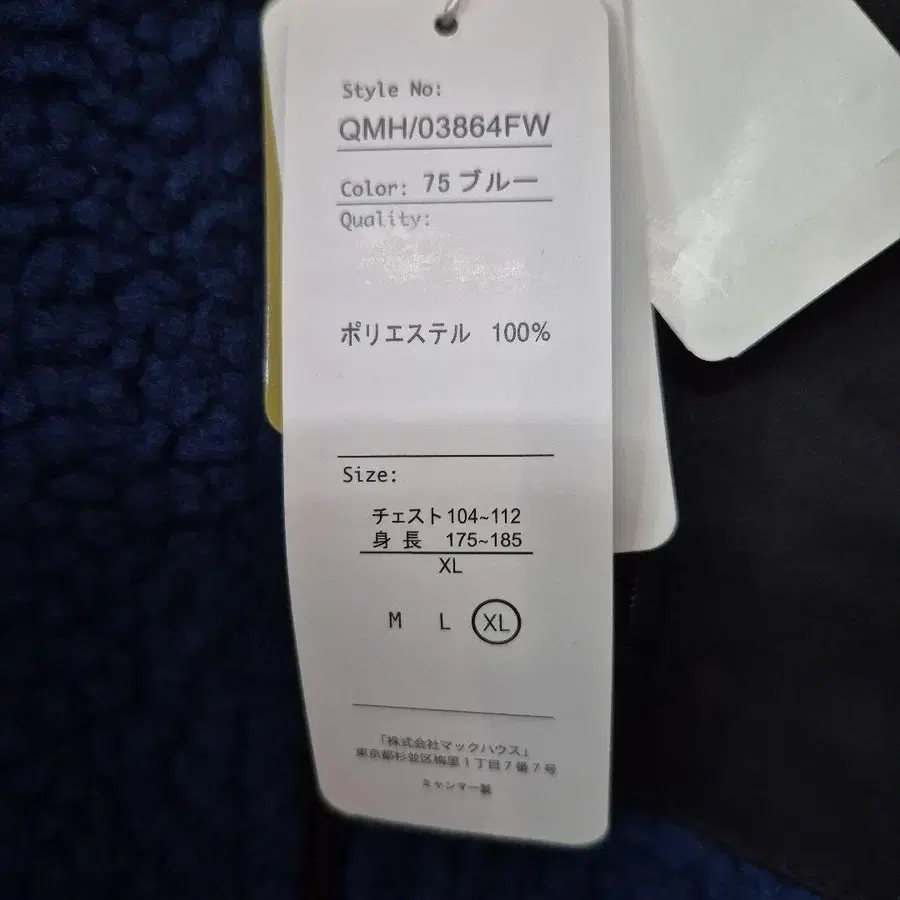 Style No:
QMH/03864FW
Color: 75 ブルー
Quality:
ポリエステル 100%
Size:
チェスト 104~112
身長 175~185
XL
M L XL
「株式会社マックハウス」
東京都杉並区梅里1丁目7番7号
ミャンマー製